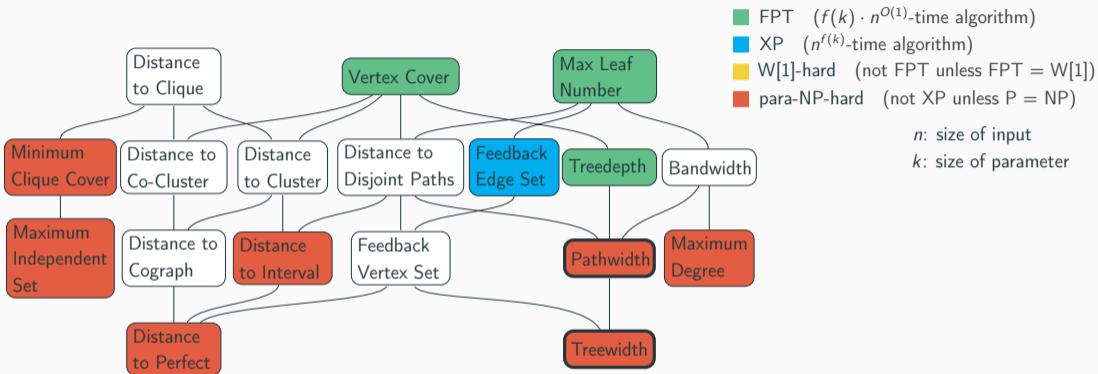 FPT (f(k) · n^{O(1)}-time algorithm)
XP (n^{f(k)}-time algorithm)
W[1]-hard (not FPT unless FPT = W[1])
para-NP-hard (not XP unless P = NP)
n: size of input
k: size of parameter
Distance
to Clique
Vertex Cover
Max Leaf
Number
Minimum
Clique Cover
Distance to
Co-Cluster
Distance
to Cluster
Distance to
Disjoint Paths
Feedback
Edge Set
Treedepth
Bandwidth
Maximum
Independent
Set
Distance to
Cograph
Distance
to Interval
Feedback
Vertex Set
Pathwidth
Maximum
Degree
Distance
to Perfect
Treewidth